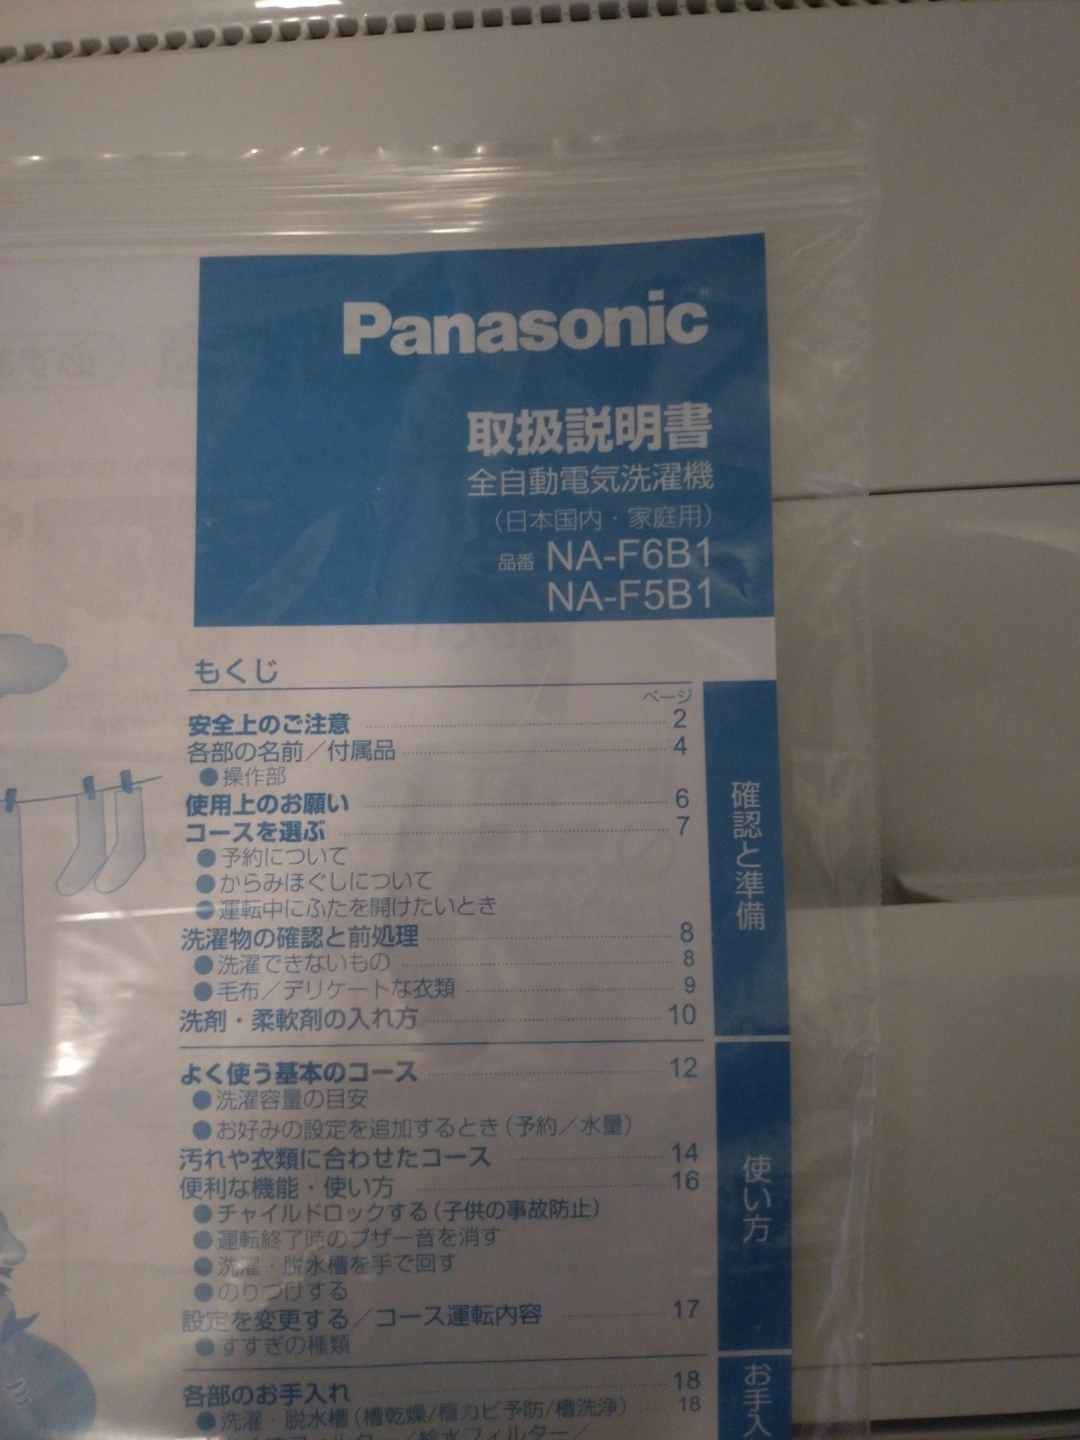 Panasonic®
取扱説明書
全自動電気洗濯機
(日本国内・家庭用)
品番 NA-F6B1
NA-F5B1
もくじ
ページ
安全上のご注意 2
各部の名前/付属品 4
●操作部
使用上のお願い 6
コースを選ぶ 7
●予約について
●からみほぐしについて
●運転中にふたを開けたいとき
洗濯物の確認と前処理 8
●洗濯できないもの 8
●毛布/デリケートな衣類 9
洗剤・柔軟剤の入れ方 10
確認と準備
よく使う基本のコース 12
●洗濯容量の目安
●お好みの設定を追加するとき(予約/水量)
汚れや衣類に合わせたコース 14
便利な機能・使い方 16
●チャイルドロックする(子供の事故防止)
●運転終了時のブザー音を消す
●洗濯・脱水槽を手で回す
●のりづけする
設定を変更する/コース運転内容 17
●すすぎの種類
使い方
各部のお手入れ 18
●洗濯・脱水槽(槽乾燥/槽カビ予防/槽洗浄) 18
フィルター/給水フィルター/
お手入